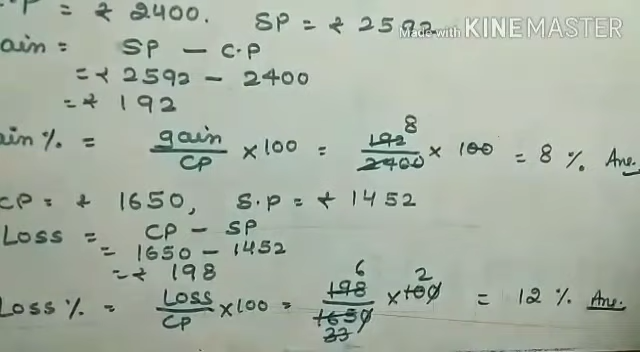 P = ₹ 2400. SP = ₹ 2592
Made with KINEMASTER
ain = SP - C.P
= ₹ 2592 - 2400
= ₹ 192
ain % = gain/CP × 100 = 192 8/2400 × 100 = 8 % Ans.
CP = ₹ 1650, S.P = ₹ 1452
Loss = CP - SP
= 1650 - 1452
= ₹ 198
Loss % = Loss/CP × 100 = 198 6/1650 33 × 100 2 = 12 % Ans.